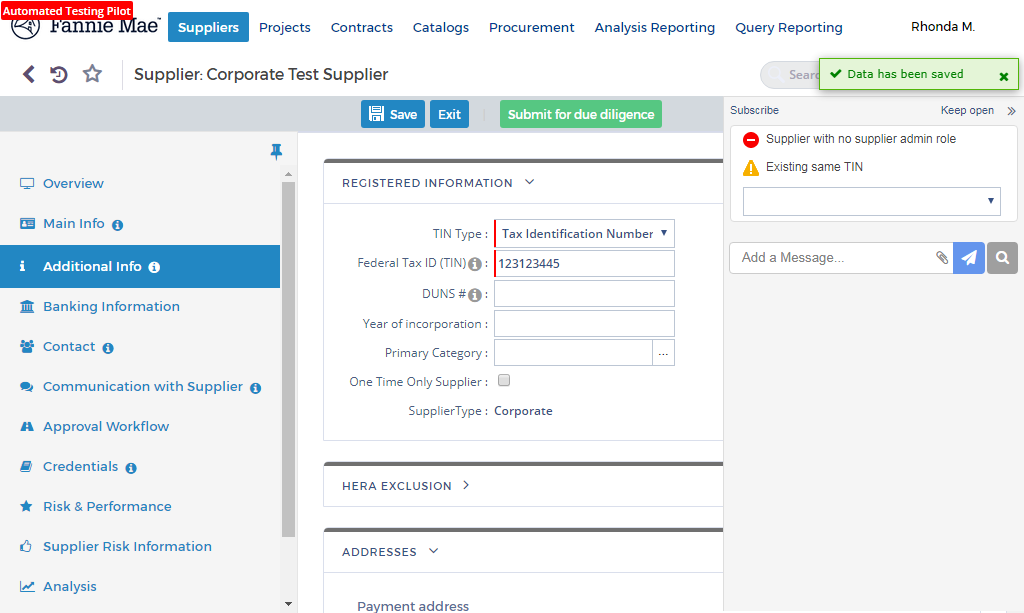 Automated Testing Pilot
Fannie Mae Suppliers Projects Contracts Catalogs Procurement Analysis Reporting Query Reporting Rhonda M.
Supplier: Corporate Test Supplier
Data has been saved
Save Exit Submit for due diligence
Subscribe Keep open »
Supplier with no supplier admin role
Existing same TIN
Add a Message...
Overview
Main Info
Additional Info
Banking Information
Contact
Communication with Supplier
Approval Workflow
Credentials
Risk & Performance
Supplier Risk Information
Analysis
REGISTERED INFORMATION
TIN Type : Tax Identification Number
Federal Tax ID (TIN) : 123123445
DUNS # :
Year of incorporation :
Primary Category : ...
One Time Only Supplier :
SupplierType : Corporate
HERA EXCLUSION
ADDRESSES
Payment address